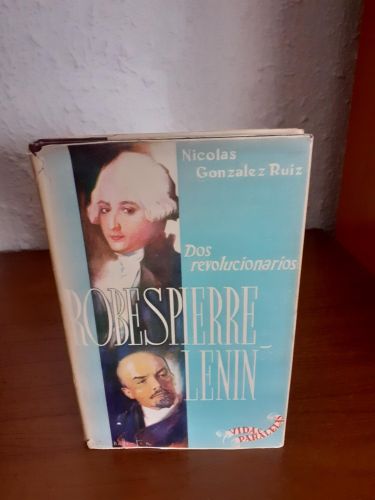 Nicolas
Gonzalez Ruiz
Dos
revolucionarios
ROBESPIERRE
LENIN
VIDAS
PARALELAS